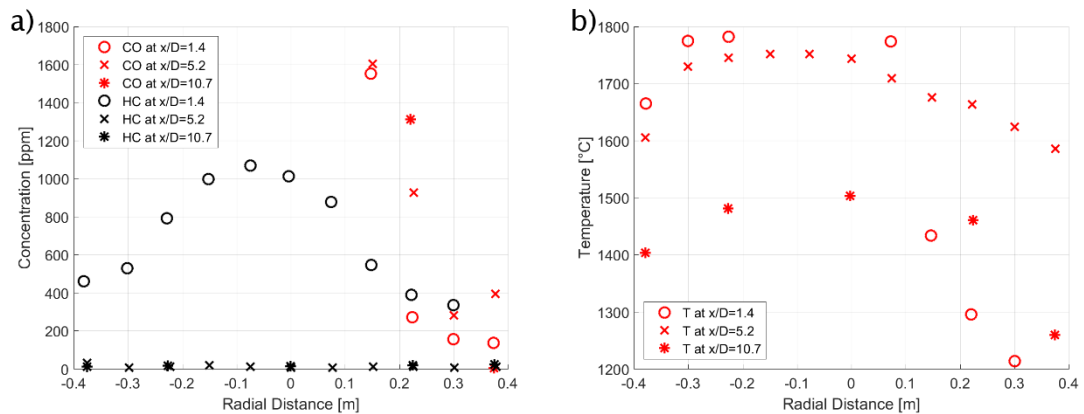 a)
1800
1600
1400
1200
1000
800
600
400
200
0
Concentration [ppm]
CO at x/D=1.4
CO at x/D=5.2
CO at x/D=10.7
HC at x/D=1.4
HC at x/D=5.2
HC at x/D=10.7
-0.4 -0.3 -0.2 -0.1 0 0.1 0.2 0.3 0.4
Radial Distance [m]
b)
1800
1700
1600
1500
1400
1300
1200
Temperature [°C]
T at x/D=1.4
T at x/D=5.2
T at x/D=10.7
-0.4 -0.3 -0.2 -0.1 0 0.1 0.2 0.3 0.4
Radial Distance [m]